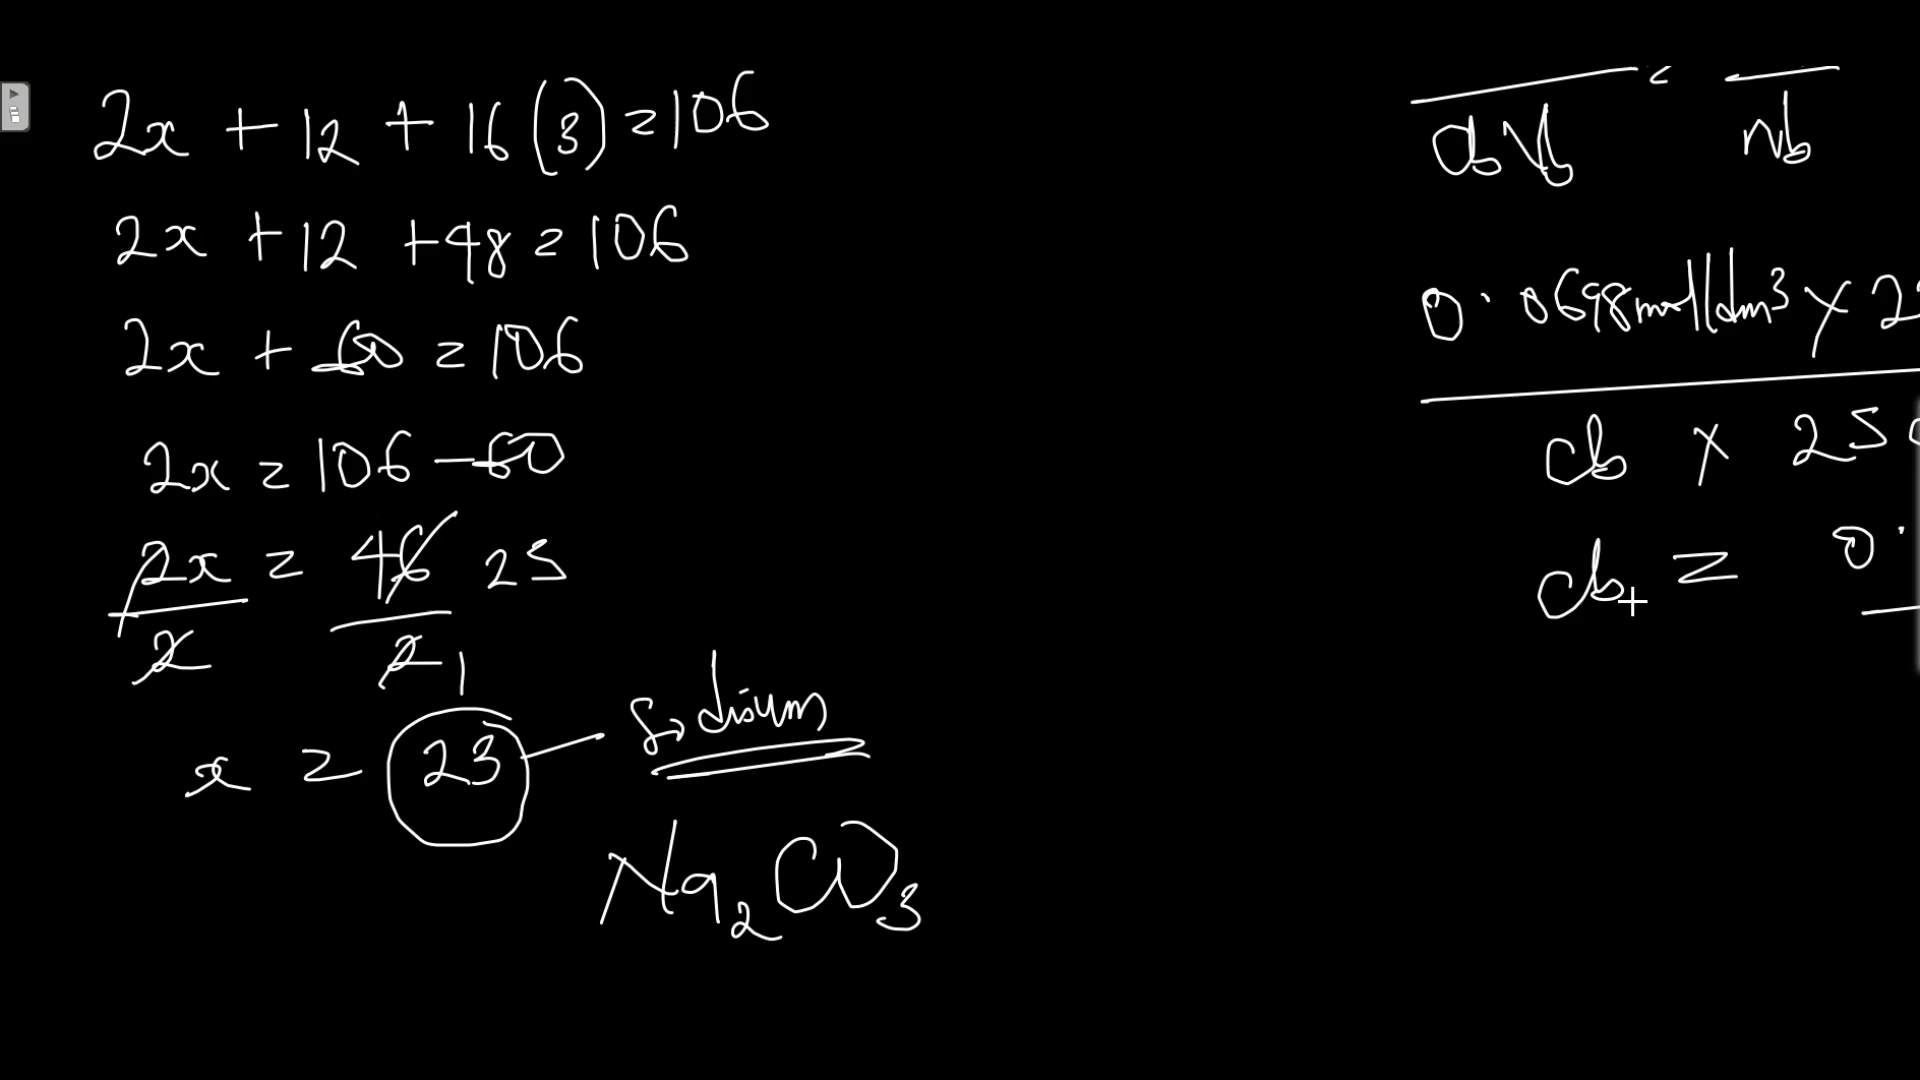 2x + 12 + 16(3) = 106
2x + 12 + 48 = 106
2x + 60 = 106
2x = 106 - 60
2x = 46 23
2 2 1
x = 23 - Sodium
Na2CO3
=
CbVb nb
0.0698mol/dm³ x 2
Cb x 250
Cb = 0.